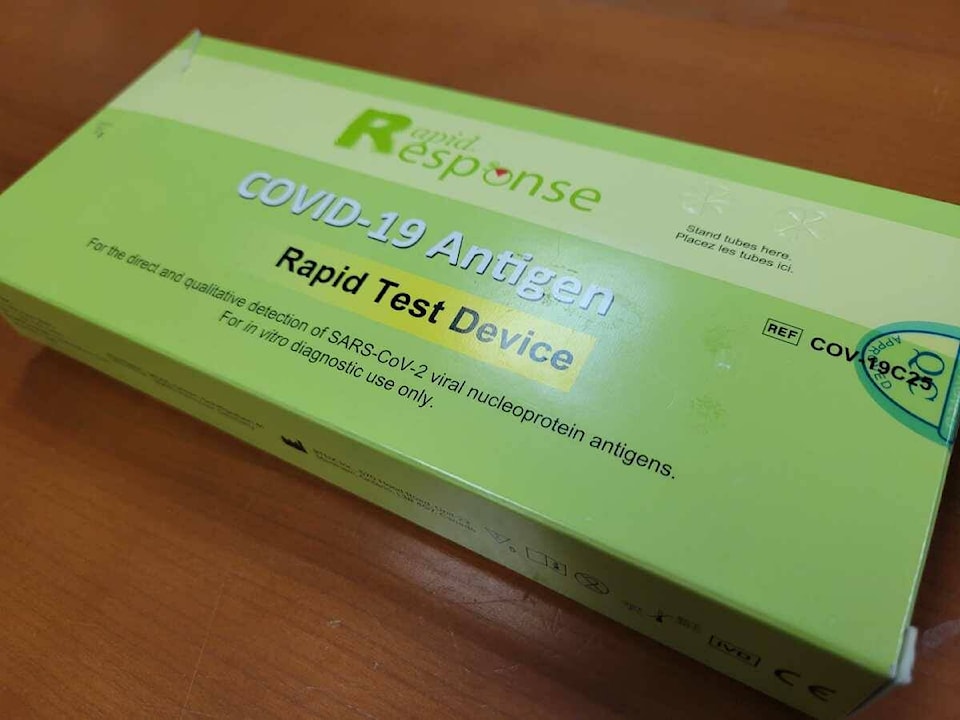 Rapid
Response
COVID-19 Antigen
Rapid Test Device
For the direct and qualitative detection of SARS-CoV-2 viral nucleoprotein antigens.
For in vitro diagnostic use only.
Stand tubes here.
Placez les tubes ici.
REF COV-19C25
QC
IVD
CE